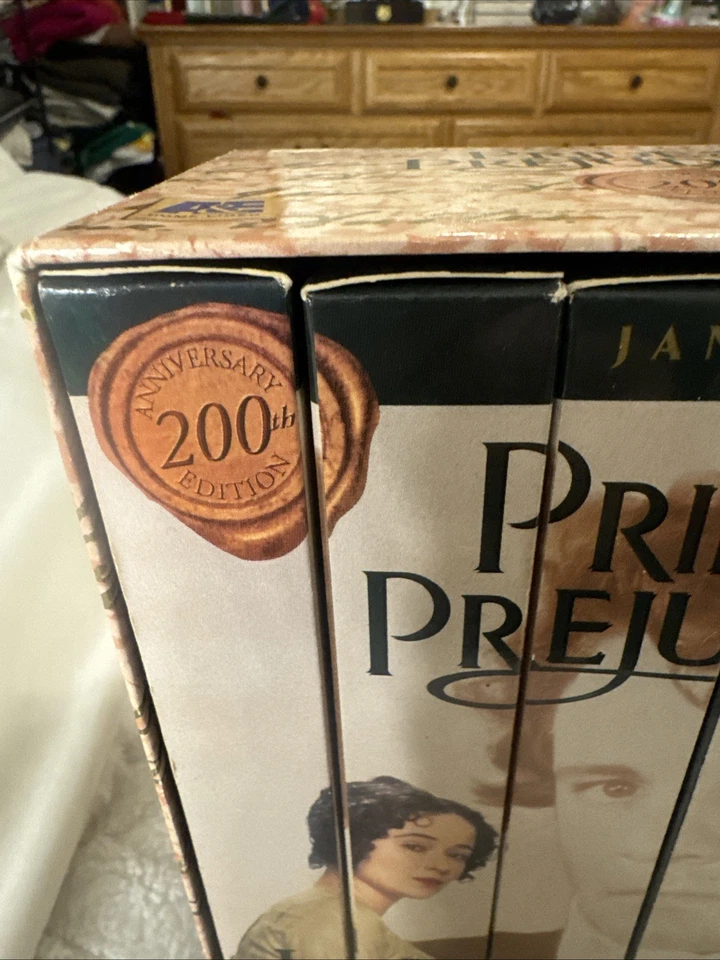 A&E
ANNIVERSARY
200th
EDITION
JAN
PRI
PREJU